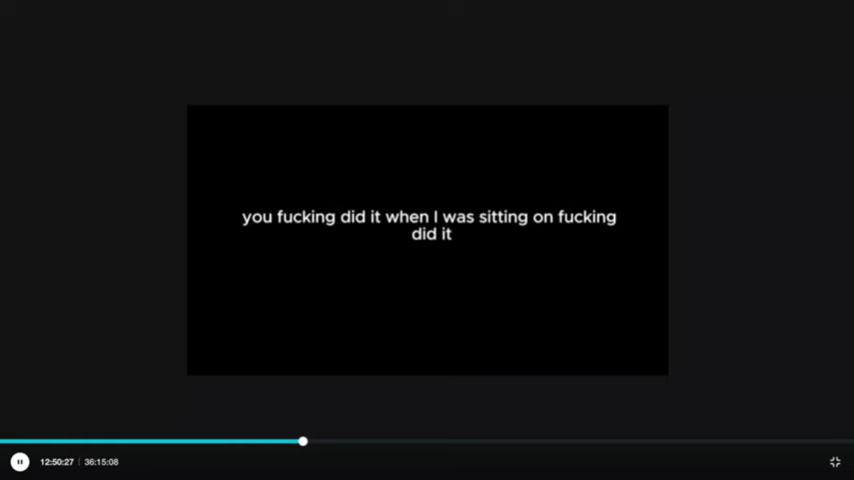 you fucking did it when I was sitting on fucking
did it
12:50:27 | 36:15:08